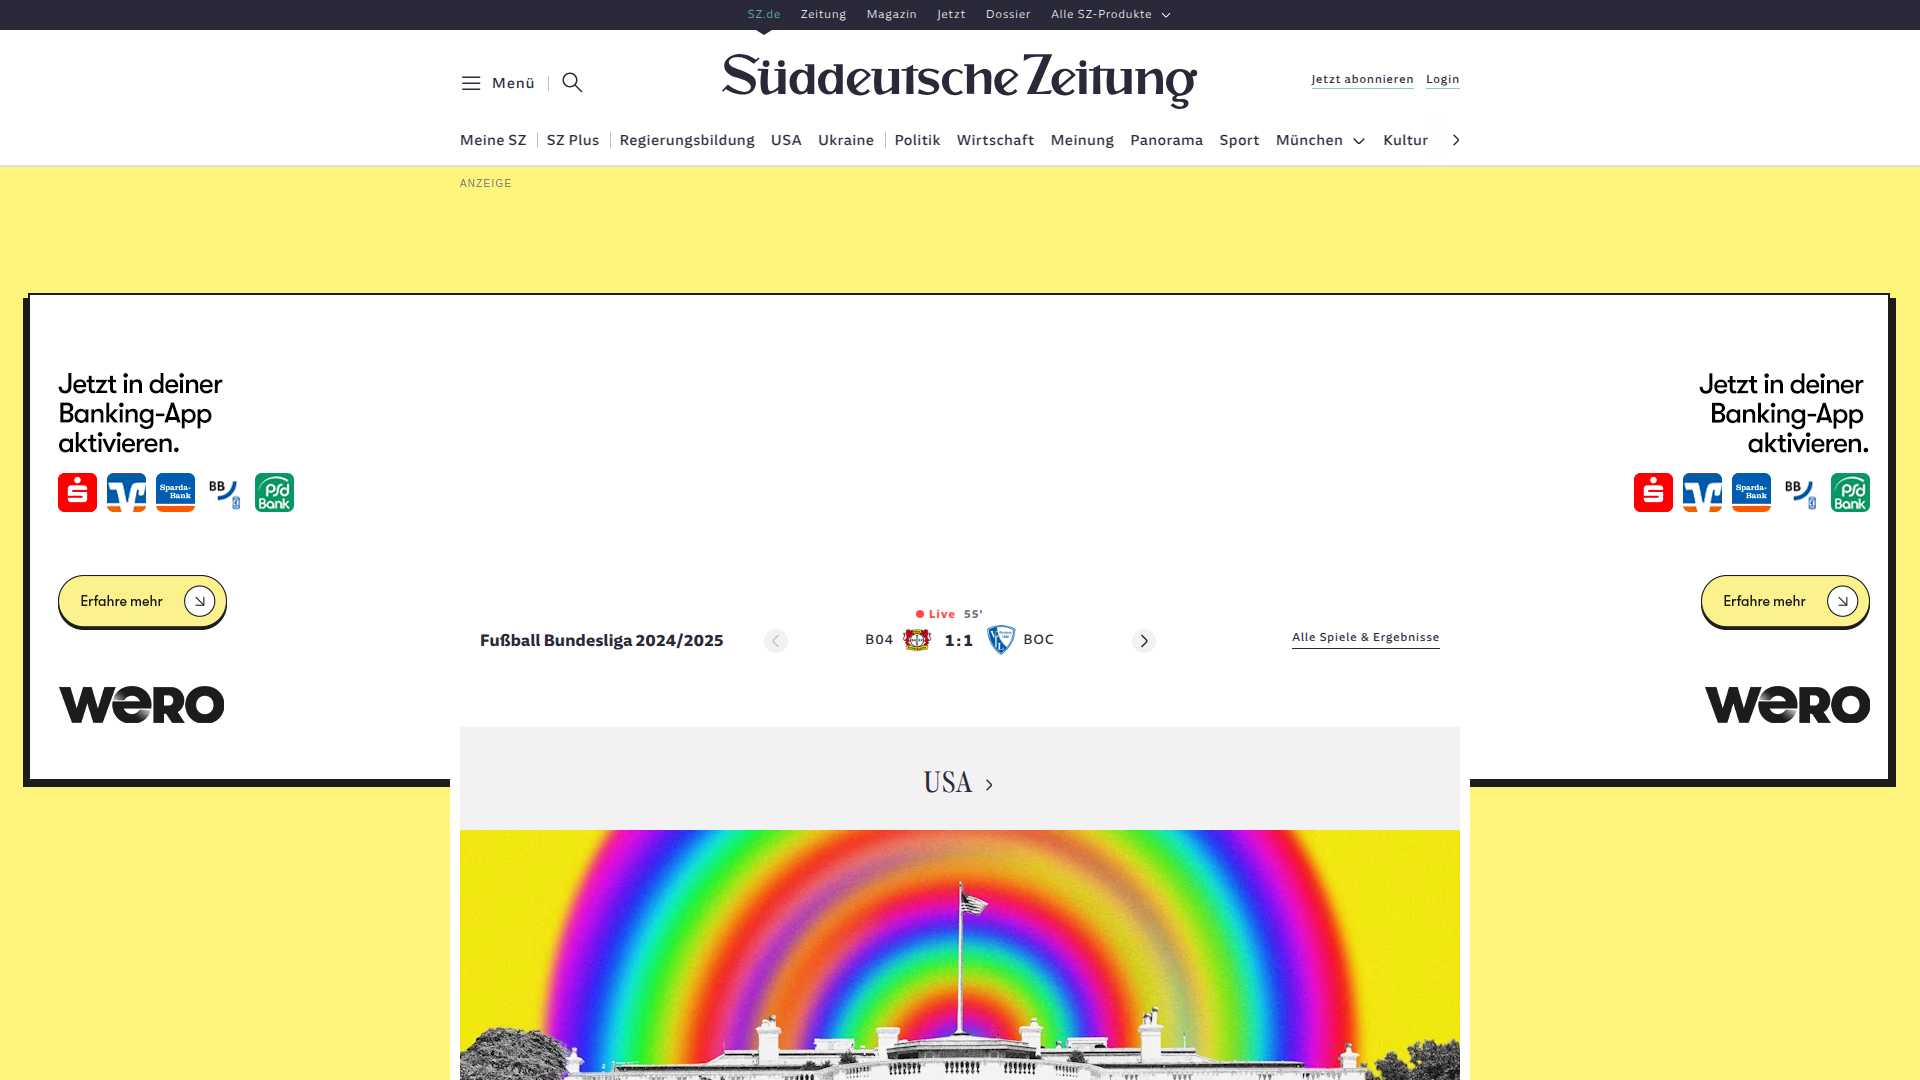 SZ.de Zeitung Magazin Jetzt Dossier Alle SZ-Produkte
Menü
Süddeutsche Zeitung
Jetzt abonnieren Login
Meine SZ SZ Plus Regierungsbildung USA Ukraine Politik Wirtschaft Meinung Panorama Sport München Kultur
ANZEIGE
Jetzt in deiner
Banking-App
aktivieren.
Sparda-
Bank
BB
psd
Bank
Erfahre mehr
wero
Jetzt in deiner
Banking-App
aktivieren.
Sparda-
Bank
BB
psd
Bank
Erfahre mehr
wero
Live 55'
Fußball Bundesliga 2024/2025
B04 1:1 BOC
Alle Spiele & Ergebnisse
USA